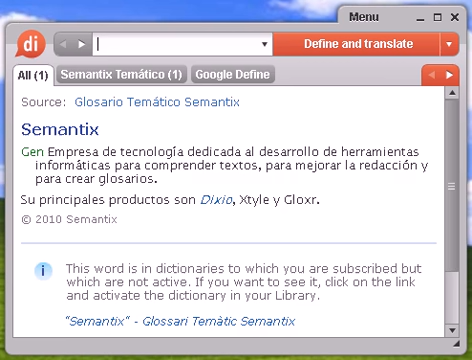 Menu
di
Define and translate
All (1)
Semantix Temático (1)
Google Define
Source: Glosario Temático Semantix
Semantix
Gen Empresa de tecnología dedicada al desarrollo de herramientas
informáticas para comprender textos, para mejorar la redacción y
para crear glosarios.
Su principales productos son Dixio, Xtyle y Gloxr.
© 2010 Semantix
i
This word is in dictionaries to which you are subscribed but
which are not active. If you want to see it, click on the link
and activate the dictionary in your Library.
"Semantix" - Glossari Temàtic Semantix